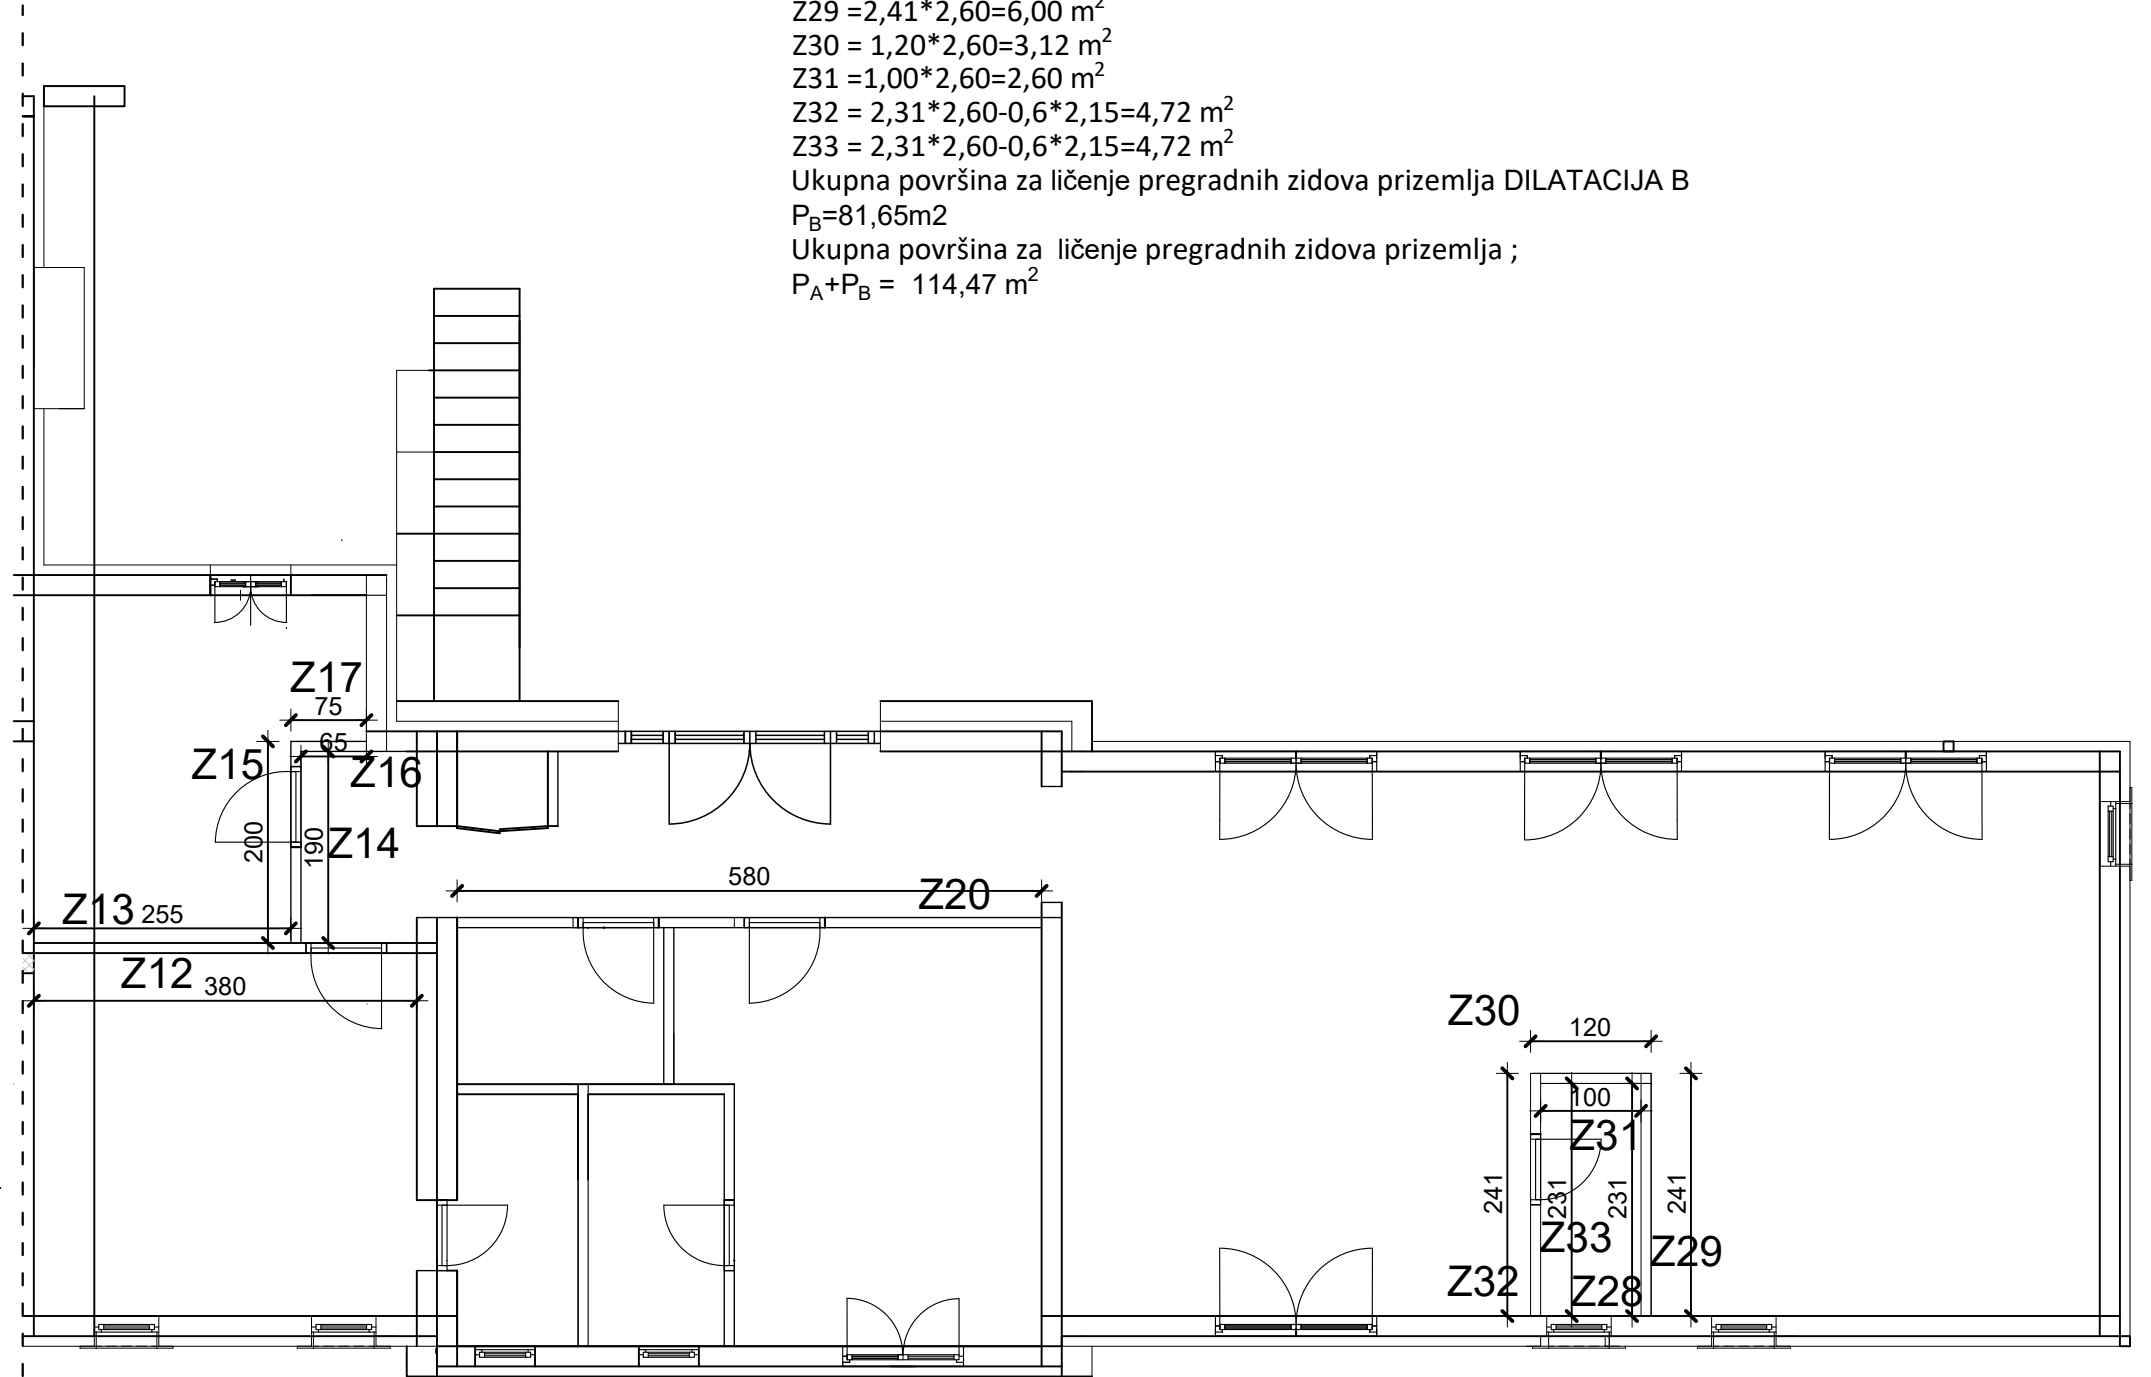 Z29 =2,41*2,60=6,00 m²
Z30 = 1,20*2,60=3,12 m²
Z31 =1,00*2,60=2,60 m²
Z32 = 2,31*2,60-0,6*2,15=4,72 m²
Z33 = 2,31*2,60-0,6*2,15=4,72 m²
Ukupna površina za ličenje pregradnih zidova prizemlja DILATACIJA B
P_B=81,65m2
Ukupna površina za ličenje pregradnih zidova prizemlja ;
P_A+P_B = 114,47 m²
Z17
75
65
Z15
Z16
200
190
Z14
580
Z20
Z13 255
Z12 380
Z30
120
100
Z31
241
231
231
241
Z33
Z29
Z32
Z28